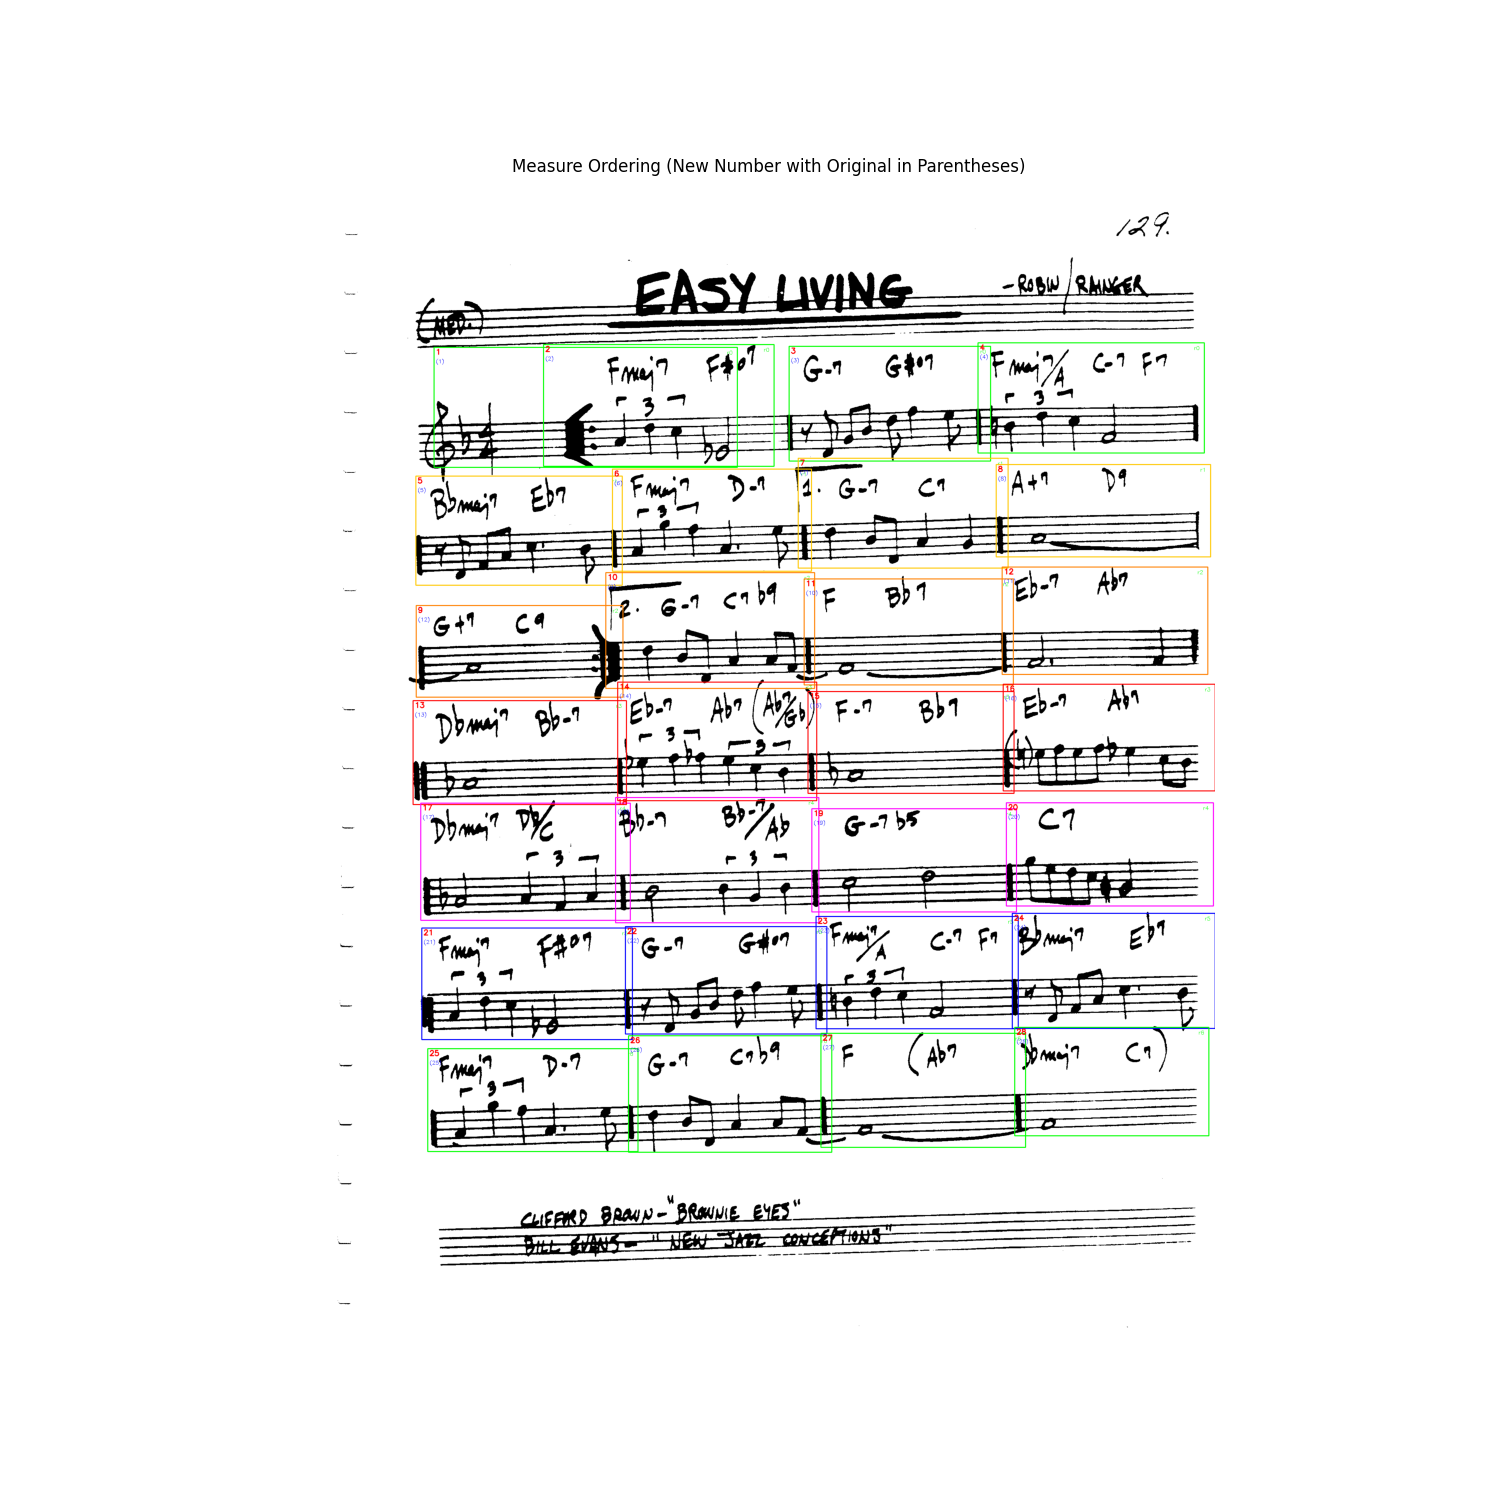 Measure Ordering (New Number with Original in Parentheses)
129.
EASY LIVING
-ROBIN/RAINGER
(MED.)
1 2 3 4
(1) (2) (3) (4)
Fmaj7 F#o7 G-7 G#o7 Fmaj7/A C-7 F7
3 3
5 6 7 8
(5) (6) (8)
Bbmaj7 Eb7 Fmaj7 D-7 1. G-7 C7 A+7 D9
3
9 10 11 12
(12) (10)
G+7 C9 2. G-7 C7b9 F Bb7 Eb-7 Ab7
13 14 15 16
(13) (14) (15) (16)
Dbmaj7 Bb-7 Eb-7 Ab7 (Ab7/Gb) F-7 Bb7 Eb-7 Ab7
3 3
17 18 19 20
(17) (19) (20)
Dbmaj7 Db/C Bb-7 Bb-7/Ab G-7b5 C7
3 3
21 22 23 24
(21) (22) (23)
Fmaj7 F#o7 G-7 G#o7 Fmaj7/A C-7 F7 Bbmaj7 Eb7
3 3
25 26 27 28
(25) (26) (27)
Fmaj7 D-7 G-7 C7b9 F (Ab7 Dbmaj7 C7)
3
CLIFFORD BROWN - "BROWNIE EYES"
BILL EVANS - "NEW JAZZ CONCEPTIONS"